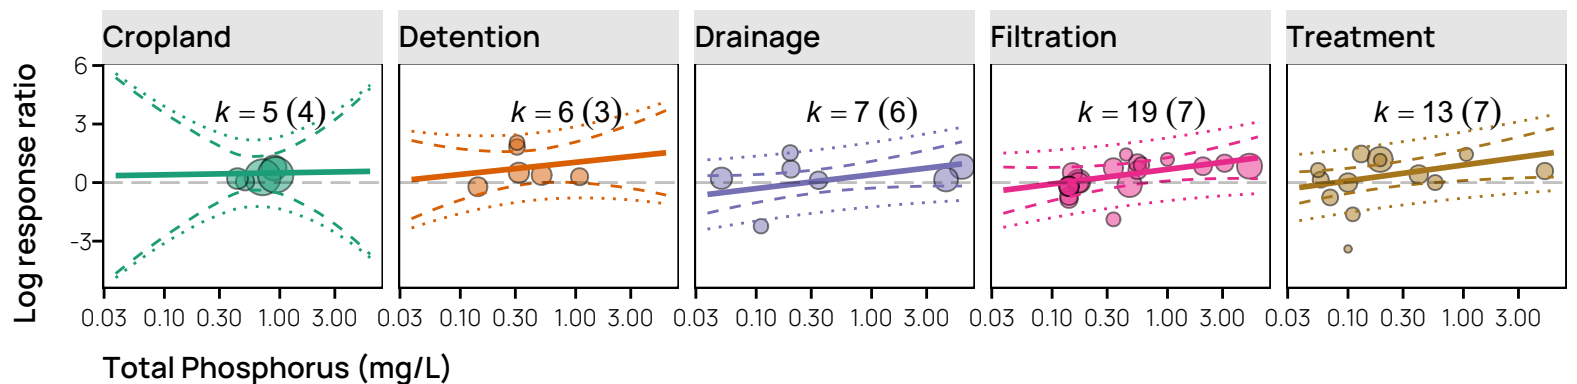 Cropland Detention Drainage Filtration Treatment
Log response ratio
6
3
0
-3
k = 5 (4) k = 6 (3) k = 7 (6) k = 19 (7) k = 13 (7)
0.03 0.10 0.30 1.00 3.00 0.03 0.10 0.30 1.00 3.00 0.03 0.10 0.30 1.00 3.00 0.03 0.10 0.30 1.00 3.00 0.03 0.10 0.30 1.00 3.00
Total Phosphorus (mg/L)